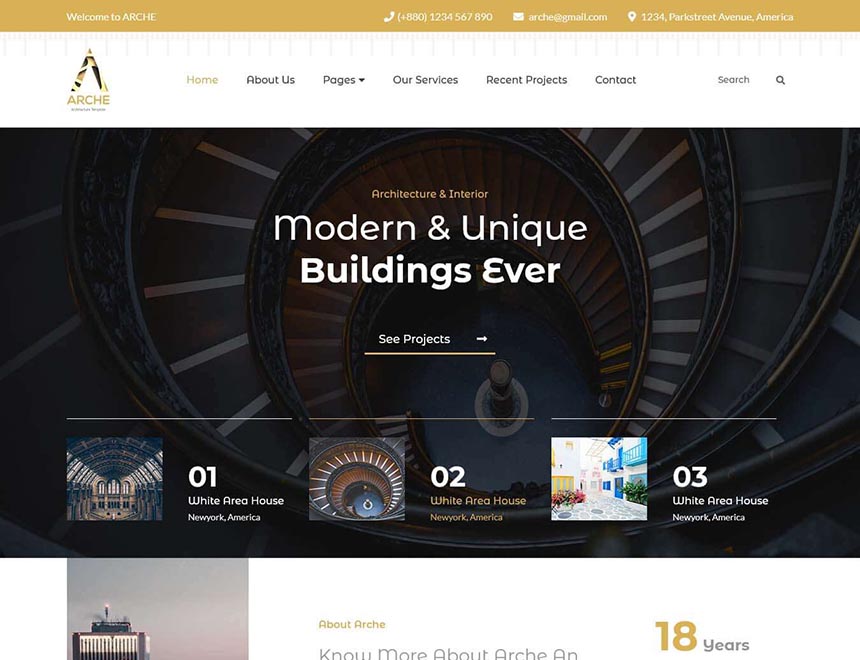 Welcome to ARCHE
(+880) 1234 567 890
arche@gmail.com
1234, Parkstreet Avenue, America
ARCHE
Architecture Template
Home
About Us
Pages
Our Services
Recent Projects
Contact
Search
Architecture & Interior
Modern & Unique
Buildings Ever
See Projects
01
White Area House
Newyork, America
02
White Area House
Newyork, America
03
White Area House
Newyork, America
About Arche
Know More About Arche An
18 Years